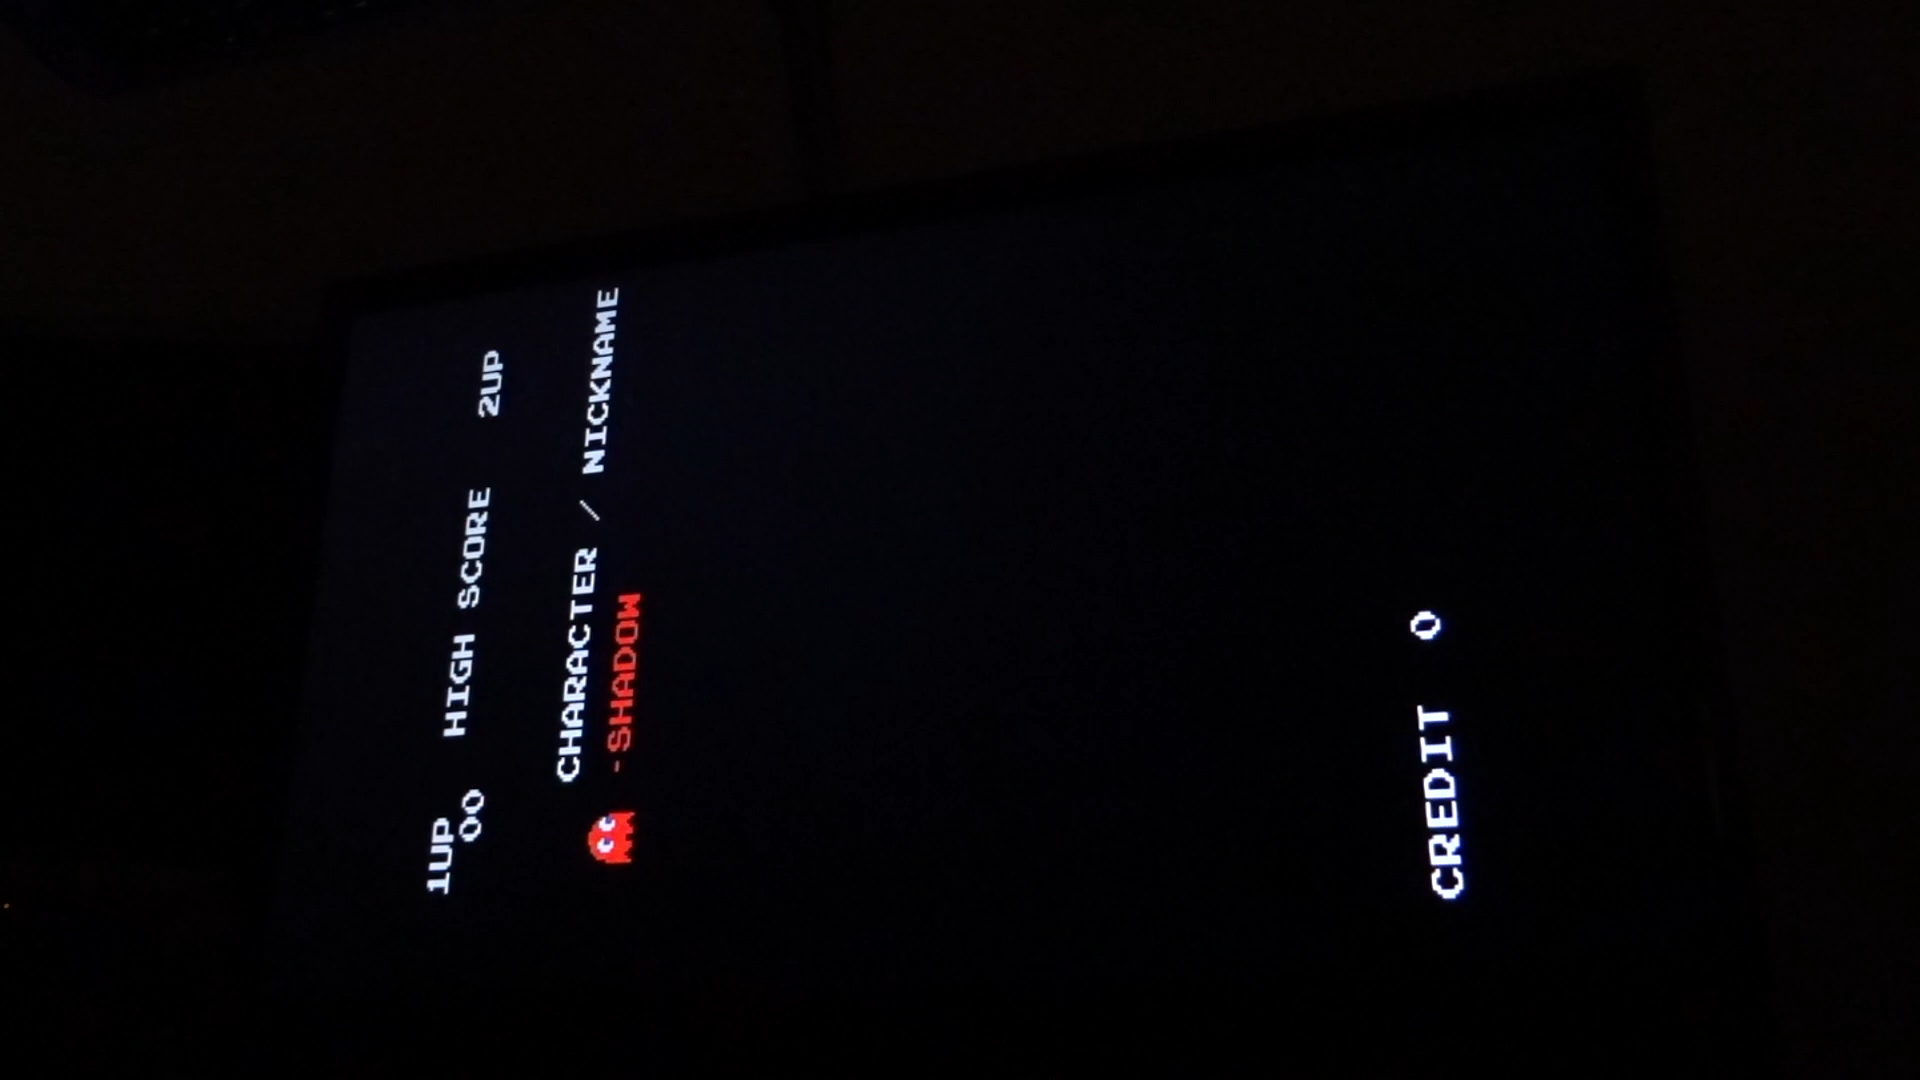 1UP HIGH SCORE 2UP
00
CHARACTER / NICKNAME
-SHADOW
CREDIT 0